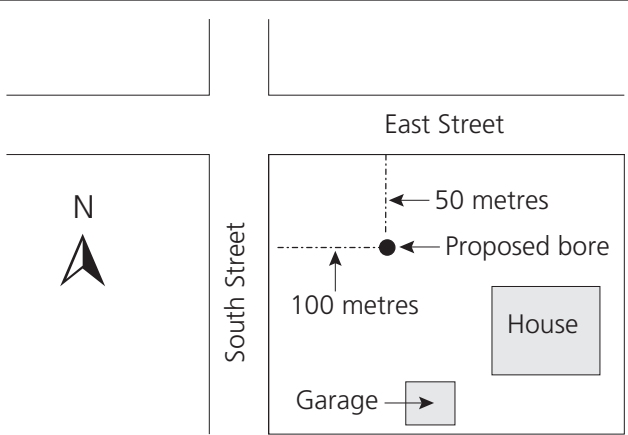 East Street
N
50 metres
Proposed bore
South Street
100 metres
House
Garage